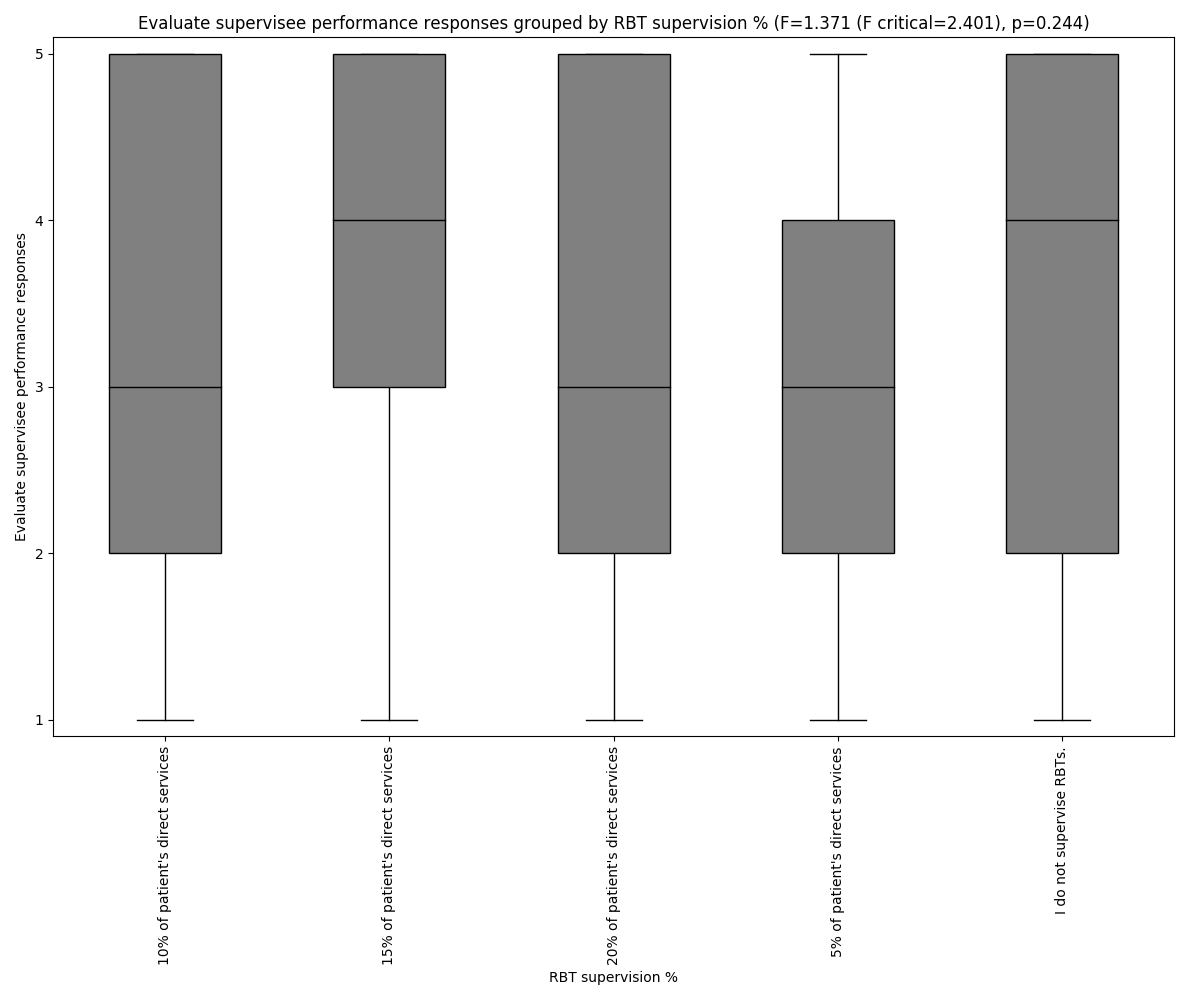 Evaluate supervisee performance responses grouped by RBT supervision % (F=1.371 (F critical=2.401), p=0.244)
Evaluate supervisee performance responses
5
4
3
2
1
10% of patient's direct services
15% of patient's direct services
20% of patient's direct services
5% of patient's direct services
I do not supervise RBTs.
RBT supervision %